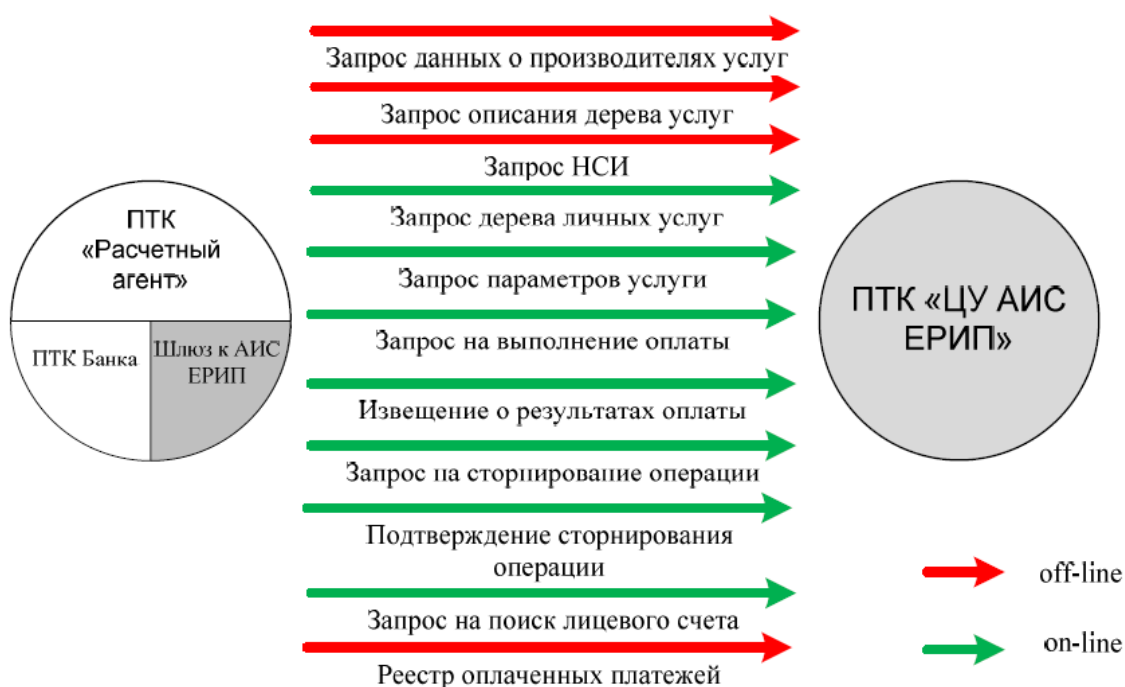 Запрос данных о производителях услуг
Запрос описания дерева услуг
Запрос НСИ
Запрос дерева личных услуг
Запрос параметров услуги
Запрос на выполнение оплаты
Извещение о результатах оплаты
Запрос на сторнирование операции
Подтверждение сторнирования
операции
Запрос на поиск лицевого счета
Реестр оплаченных платежей
ПТК
«Расчетный
агент»
ПТК Банка
Шлюз к АИС
ЕРИП
ПТК «ЦУ АИС
ЕРИП»
off-line
on-line